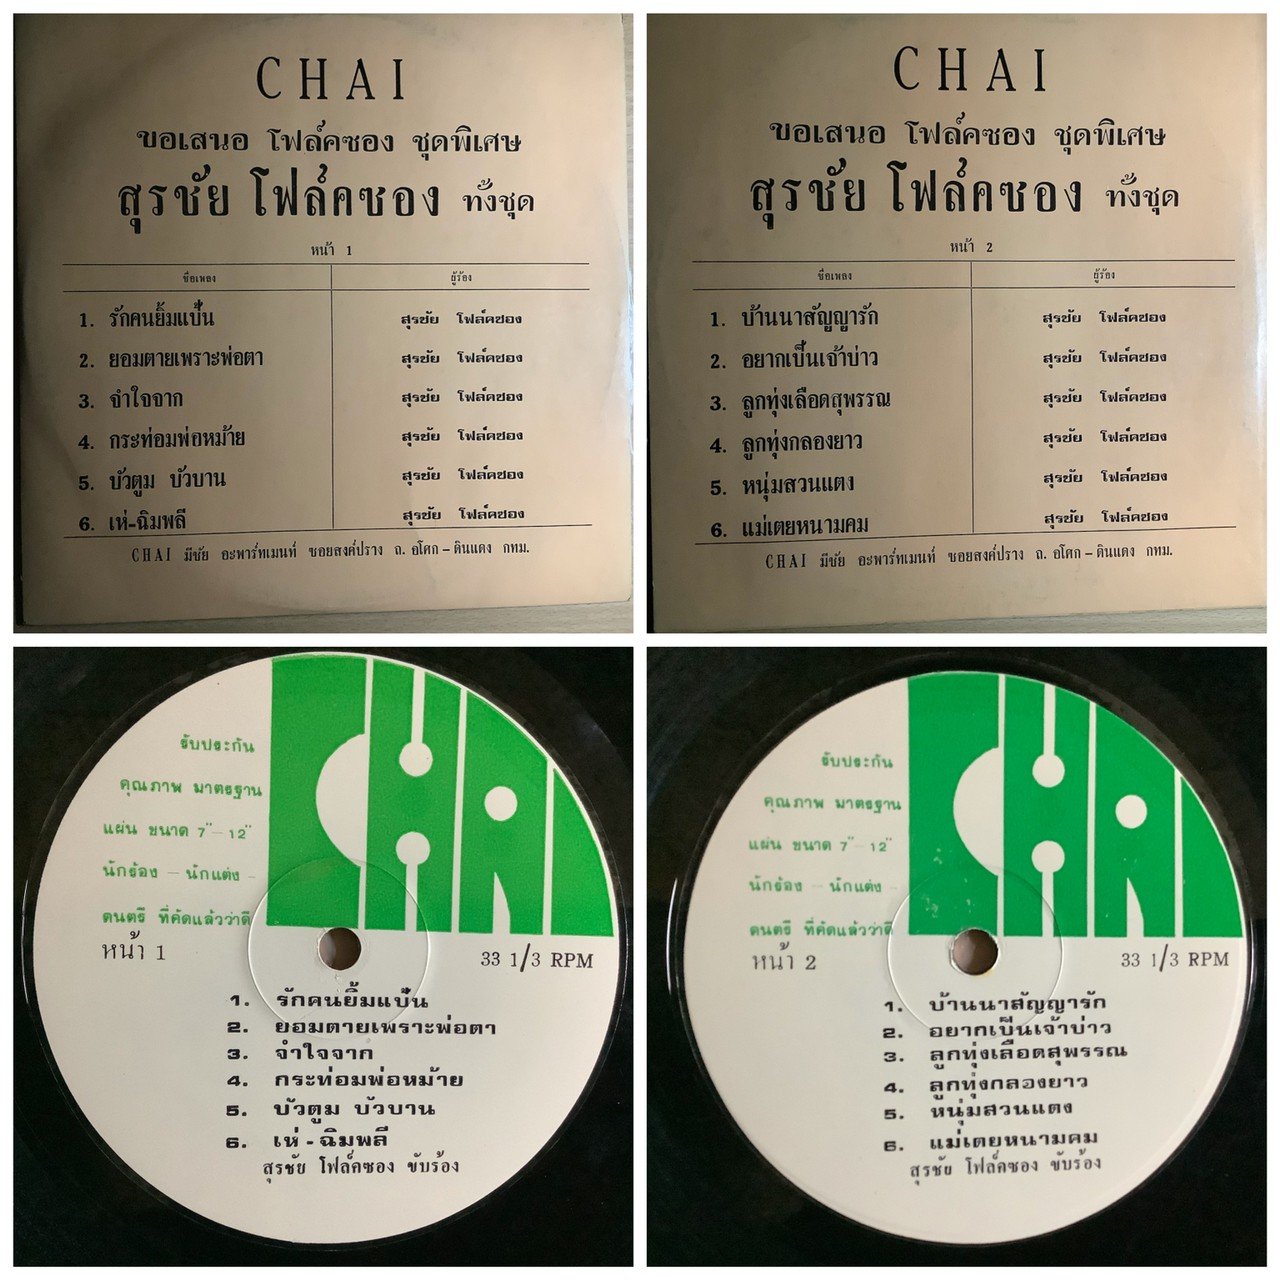 CHAI
ขอเสนอ โฟล์คซอง ชุดพิเศษ
สุรชัย โฟล์คซอง ทั้งชุด
หน้า 1
ชื่อเพลง ผู้ร้อง
1. รักคนยิ้มแป้น สุรชัย โฟล์คซอง
2. ยอมตายเพราะพ่อตา สุรชัย โฟล์คซอง
3. จำใจจาก สุรชัย โฟล์คซอง
4. กระท่อมพ่อหม้าย สุรชัย โฟล์คซอง
5. บัวตูม บัวบาน สุรชัย โฟล์คซอง
6. เห่-ฉิมพลี สุรชัย โฟล์คซอง
CHAI มีชัย อะพาร์ทเมนท์ ซอยสงค์ปราง ถ. อโศก - ดินแดง กทม.
CHAI
ขอเสนอ โฟล์คซอง ชุดพิเศษ
สุรชัย โฟล์คซอง ทั้งชุด
หน้า 2
ชื่อเพลง ผู้ร้อง
1. บ้านนาสัญญารัก สุรชัย โฟล์คซอง
2. อยากเป็นเจ้าบ่าว สุรชัย โฟล์คซอง
3. ลูกทุ่งเลือดสุพรรณ สุรชัย โฟล์คซอง
4. ลูกทุ่งกลองยาว สุรชัย โฟล์คซอง
5. หนุ่มสวนแตง สุรชัย โฟล์คซอง
6. แม่เตยหนามคม สุรชัย โฟล์คซอง
CHAI มีชัย อะพาร์ทเมนท์ ซอยสงค์ปราง ถ. อโศก - ดินแดง กทม.
CHAI
รับประกัน
คุณภาพ มาตรฐาน
แผ่น ขนาด 7" - 12"
นักร้อง - นักแต่ง -
ดนตรี ที่คัดแล้วว่าดี
หน้า 1
33 1/3 RPM
1. รักคนยิ้มแป้น
2. ยอมตายเพราะพ่อตา
3. จำใจจาก
4. กระท่อมพ่อหม้าย
5. บัวตูม บัวบาน
6. เห่ - ฉิมพลี
สุรชัย โฟล์คซอง ขับร้อง
CHAI
รับประกัน
คุณภาพ มาตรฐาน
แผ่น ขนาด 7" 12"
นักร้อง - นักแต่ง -
ดนตรี ที่คัดแล้วว่าดี
หน้า 2
33 1/3 RPM
1. บ้านนาสัญญารัก
2. อยากเป็นเจ้าบ่าว
3. ลูกทุ่งเลือดสุพรรณ
4. ลูกทุ่งกลองยาว
5. หนุ่มสวนแตง
6. แม่เตยหนามคม
สุรชัย โฟล์คซอง ขับร้อง